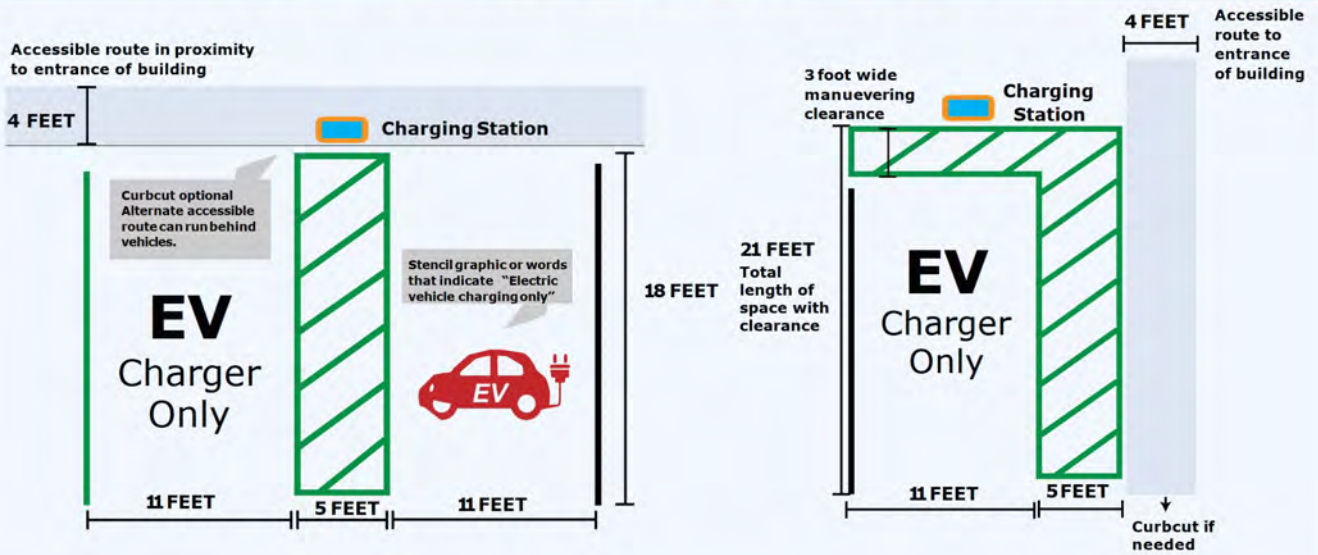 Accessible route in proximity
to entrance of building
4 FEET
Charging Station
Curbcut optional
Alternate accessible
route can run behind
vehicles.
Stencil graphic or words
that indicate "Electric
vehicle charging only"
EV
Charger
Only
EV
18 FEET
11 FEET
5 FEET
11 FEET
4 FEET
Accessible
route to
entrance
of building
3 foot wide
manuevering
clearance
Charging
Station
21 FEET
Total
length of
space with
clearance
EV
Charger
Only
11 FEET
5 FEET
Curbcut if
needed